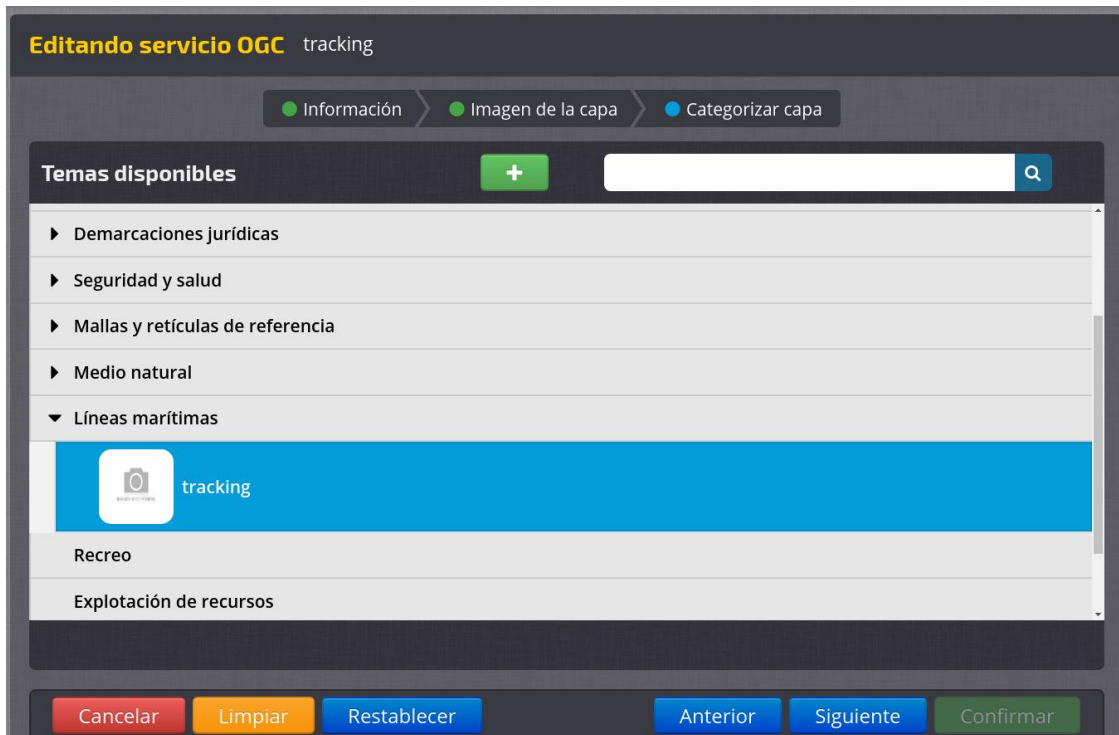 Editando servicio OGC tracking
Información Imagen de la capa Categorizar capa
Temas disponibles +
Demarcaciones jurídicas
Seguridad y salud
Mallas y retículas de referencia
Medio natural
Líneas marítimas
tracking
Recreo
Explotación de recursos
Cancelar Limpiar Restablecer Anterior Siguiente Confirmar